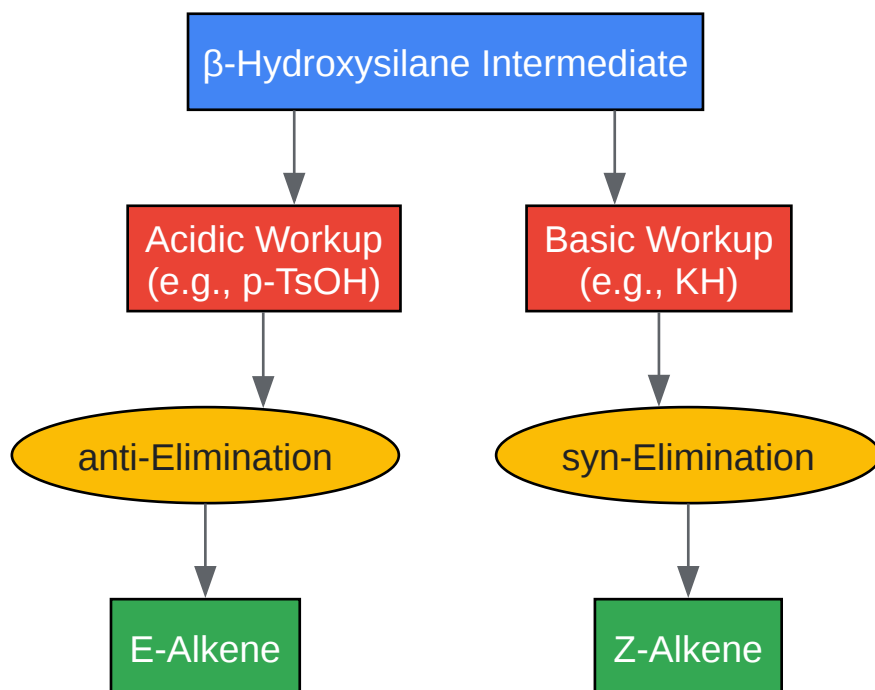 β-Hydroxysilane Intermediate
Acidic Workup
(e.g., p-TsOH)
Basic Workup
(e.g., KH)
anti-Elimination
syn-Elimination
E-Alkene
Z-Alkene